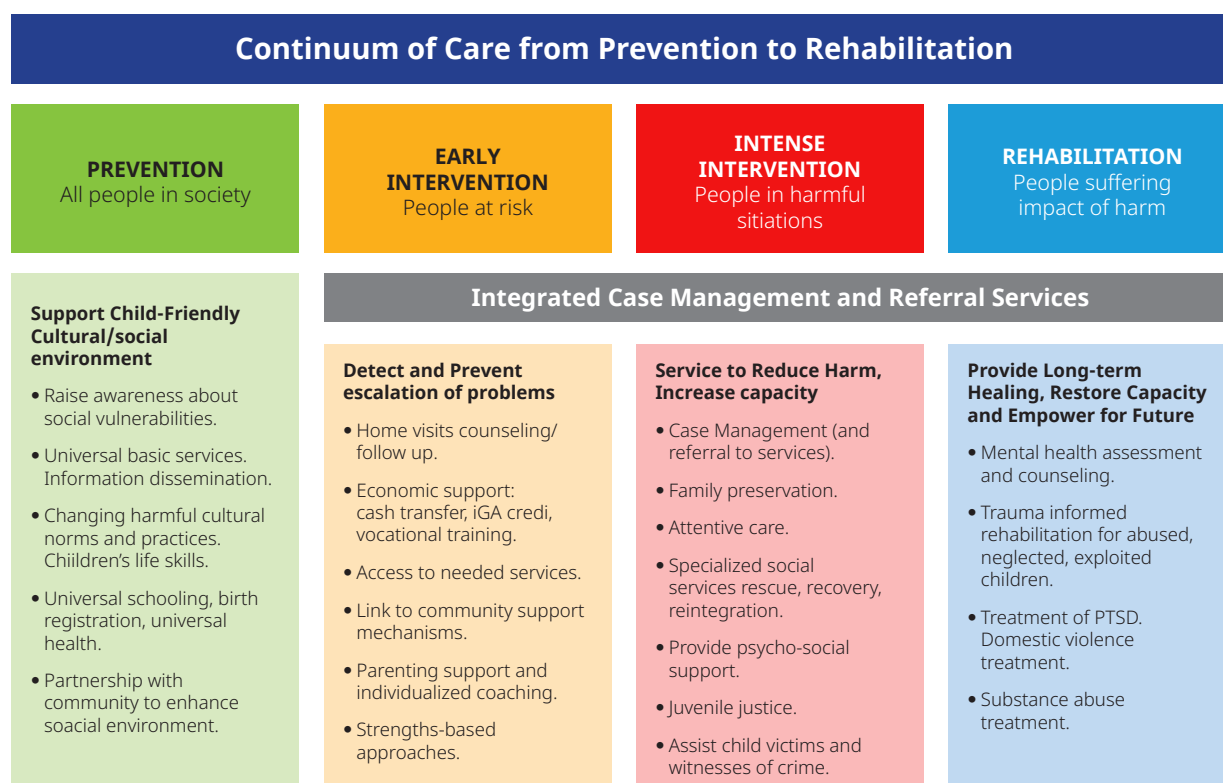 Continuum of Care from Prevention to Rehabilitation
PREVENTION
All people in society
EARLY
INTERVENTION
People at risk
INTENSE
INTERVENTION
People in harmful
sitiations
REHABILITATION
People suffering
impact of harm
Support Child-Friendly
Cultural/social
environment
• Raise awareness about
social vulnerabilities.
• Universal basic services.
Information dissemination.
• Changing harmful cultural
norms and practices.
Chiildren's life skills.
• Universal schooling, birth
registration, universal
health.
• Partnership with
community to enhance
soacial environment.
Integrated Case Management and Referral Services
Detect and Prevent
escalation of problems
• Home visits counseling/
follow up.
• Economic support:
cash transfer, iGA credi,
vocational training.
• Access to needed services.
• Link to community support
mechanisms.
• Parenting support and
individualized coaching.
• Strengths-based
approaches.
Service to Reduce Harm,
Increase capacity
• Case Management (and
referral to services).
• Family preservation.
• Attentive care.
• Specialized social
services rescue, recovery,
reintegration.
• Provide psycho-social
support.
• Juvenile justice.
• Assist child victims and
witnesses of crime.
Provide Long-term
Healing, Restore Capacity
and Empower for Future
• Mental health assessment
and counseling.
• Trauma informed
rehabilitation for abused,
neglected, exploited
children.
• Treatment of PTSD.
Domestic violence
treatment.
• Substance abuse
treatment.